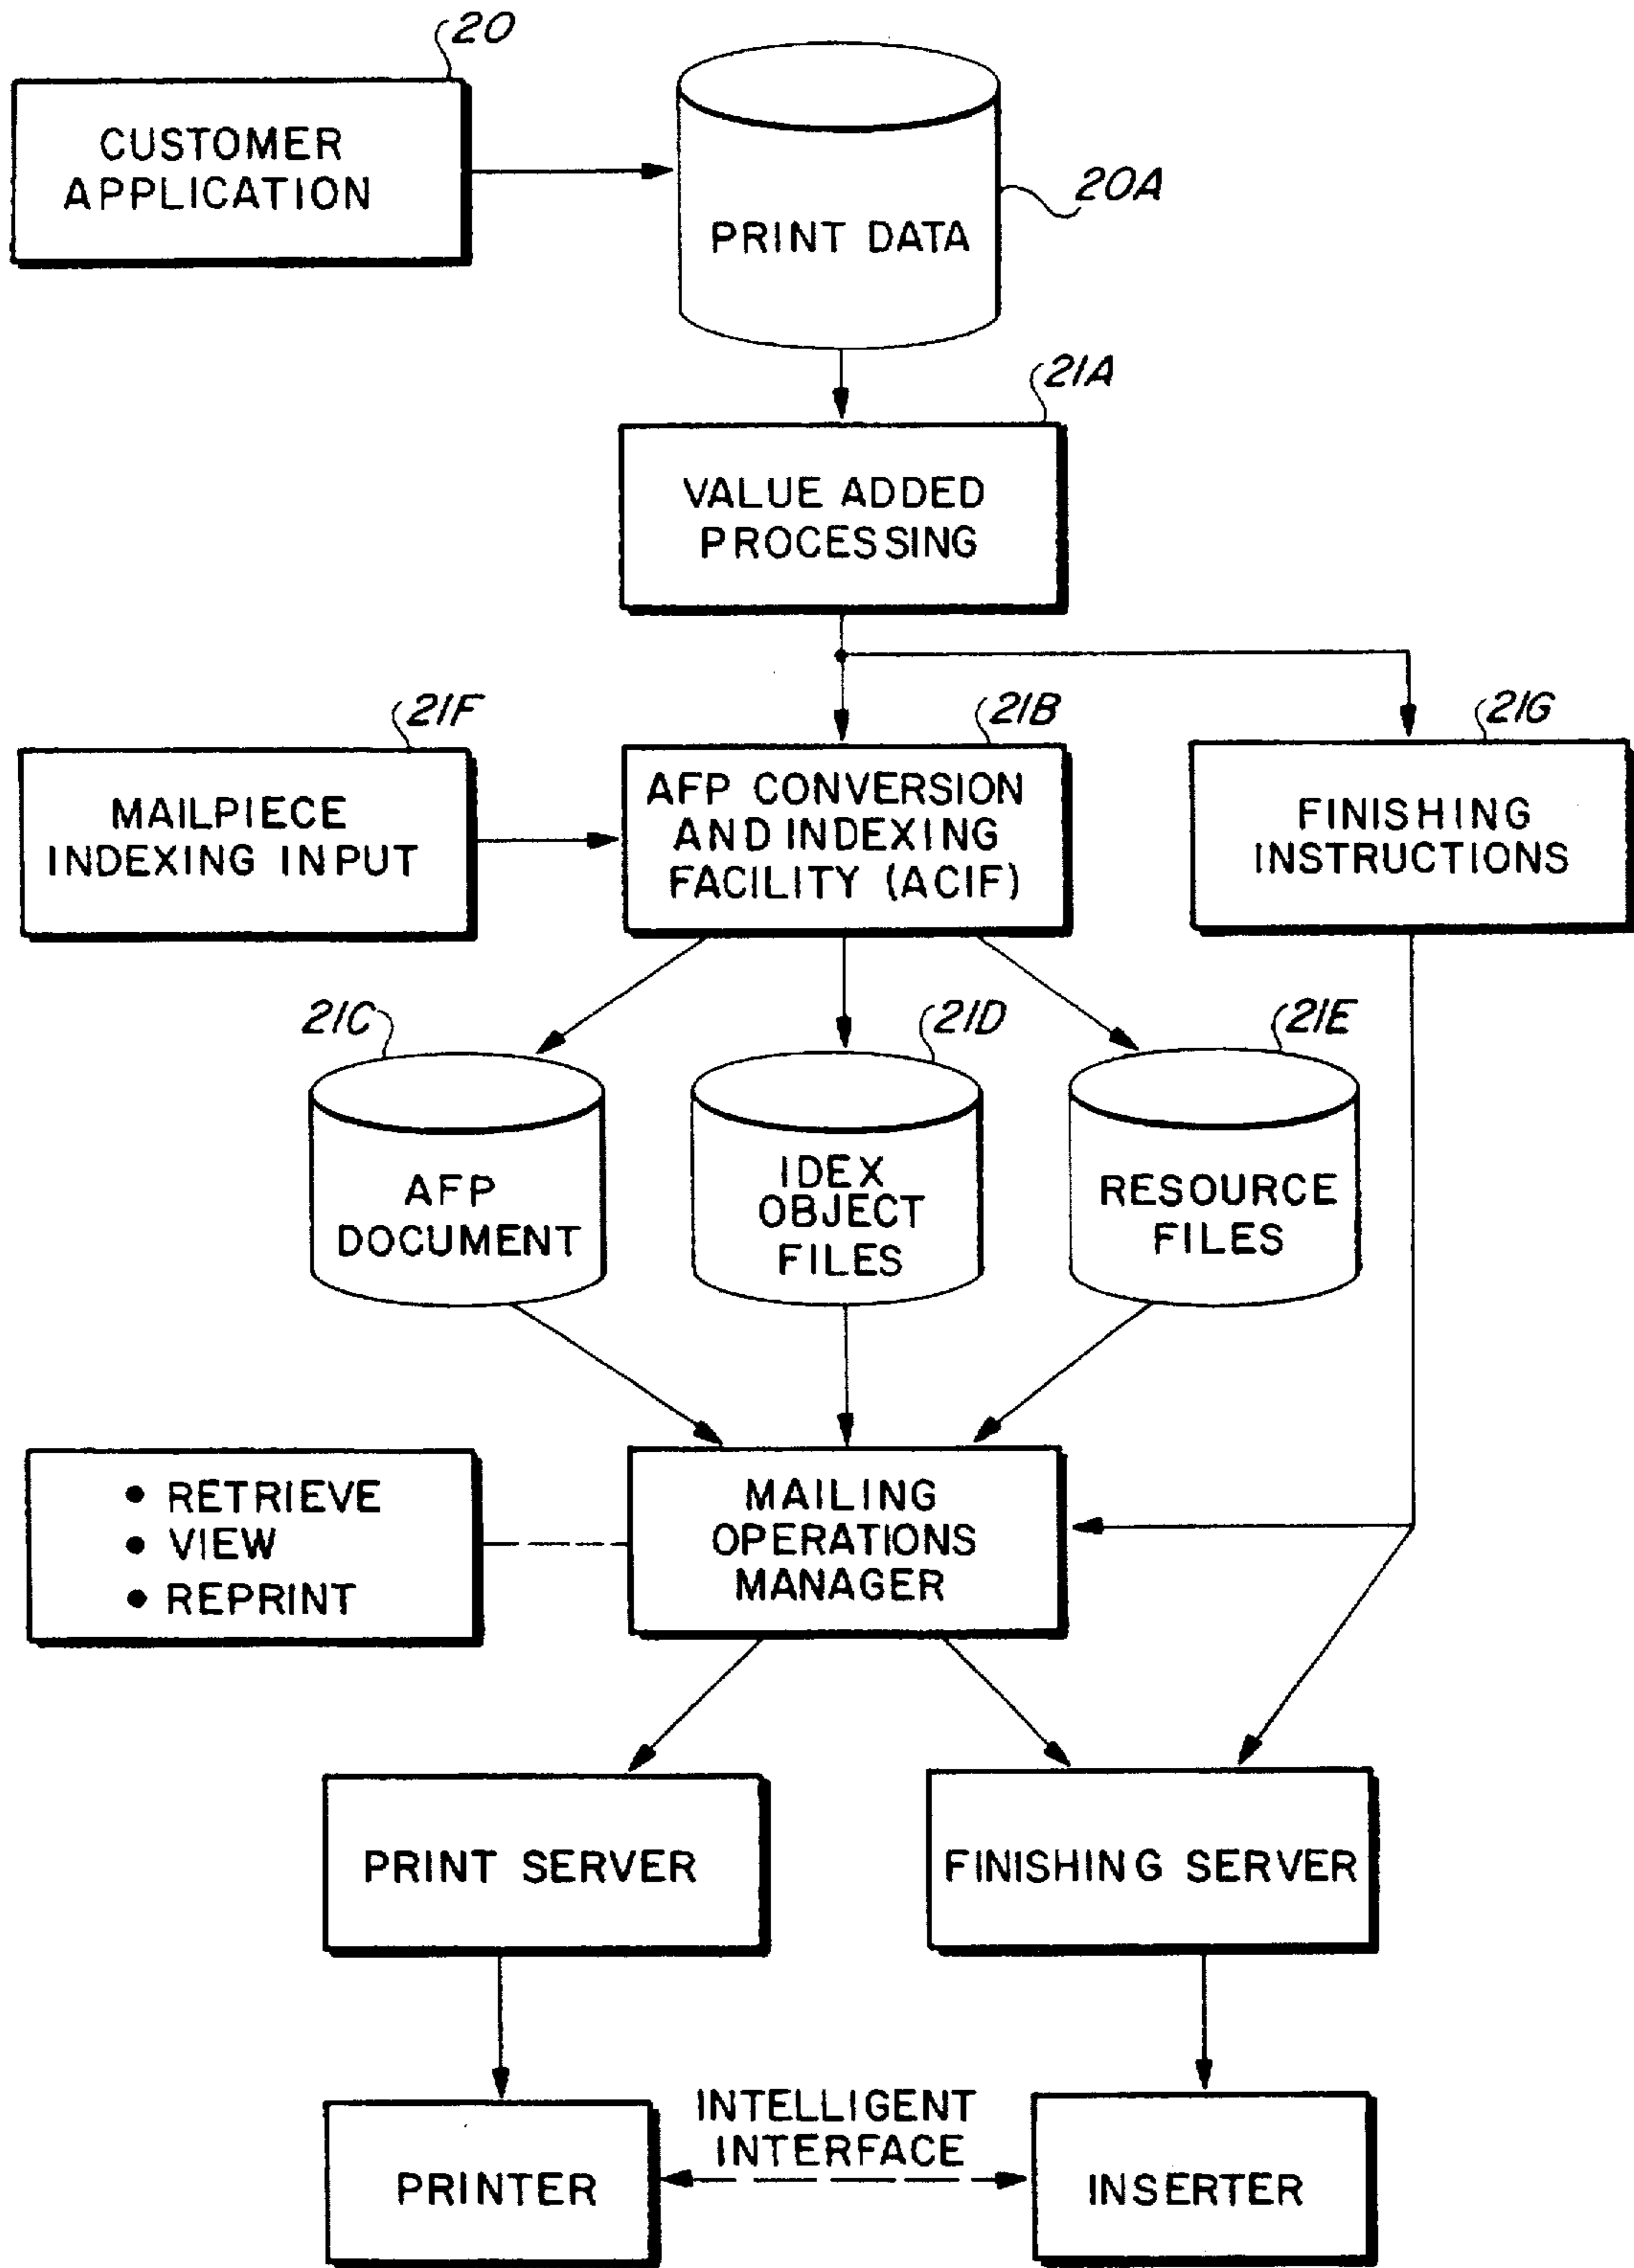 20
CUSTOMER
APPLICATION
PRINT DATA
20A
21A
VALUE ADDED
PROCESSING
21F
21B
21G
MAILPIECE
INDEXING INPUT
AFP CONVERSION
AND INDEXING
FACILITY (ACIF)
FINISHING
INSTRUCTIONS
21C
21D
21E
AFP
DOCUMENT
IDEX
OBJECT
FILES
RESOURCE
FILES
• RETRIEVE
• VIEW
• REPRINT
MAILING
OPERATIONS
MANAGER
PRINT SERVER
FINISHING SERVER
INTELLIGENT
INTERFACE
PRINTER
INSERTER